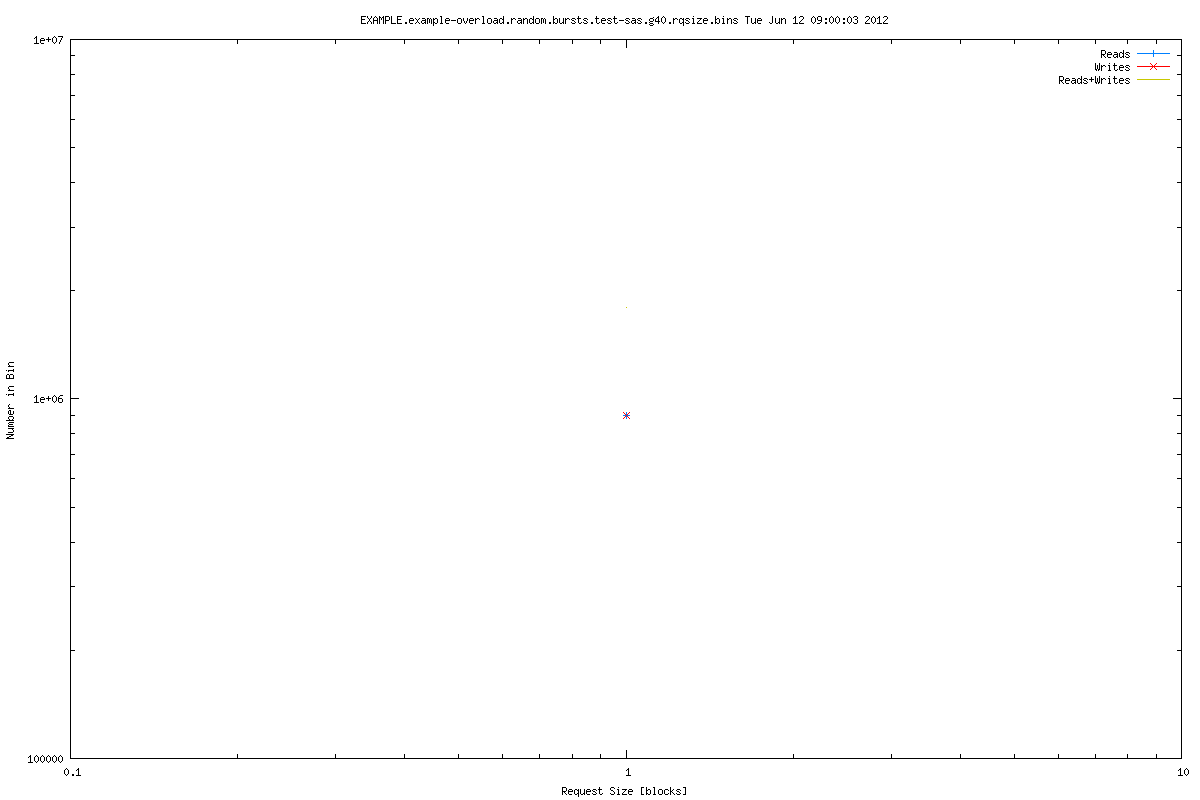 EXAMPLE.example-overload.random.bursts.test-sas.g40.rqsize.bins Tue Jun 12 09:00:03 2012
1e+07
Reads
Writes
Reads+Writes
Number in Bin
1e+06
100000
0.1
1
10
Request Size [blocks]